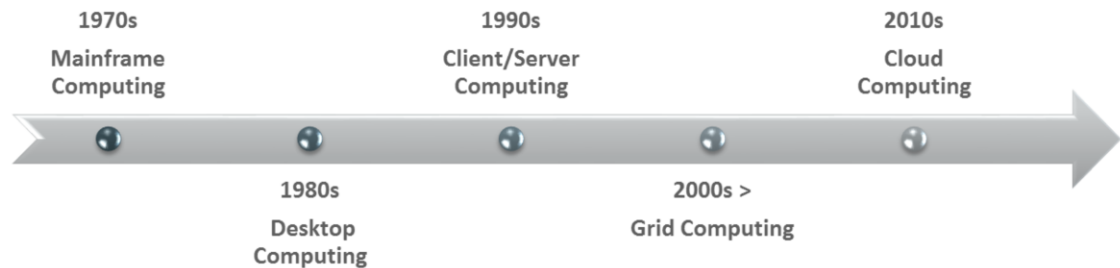 1970s
Mainframe
Computing
1980s
Desktop
Computing
1990s
Client/Server
Computing
2000s >
Grid Computing
2010s
Cloud
Computing